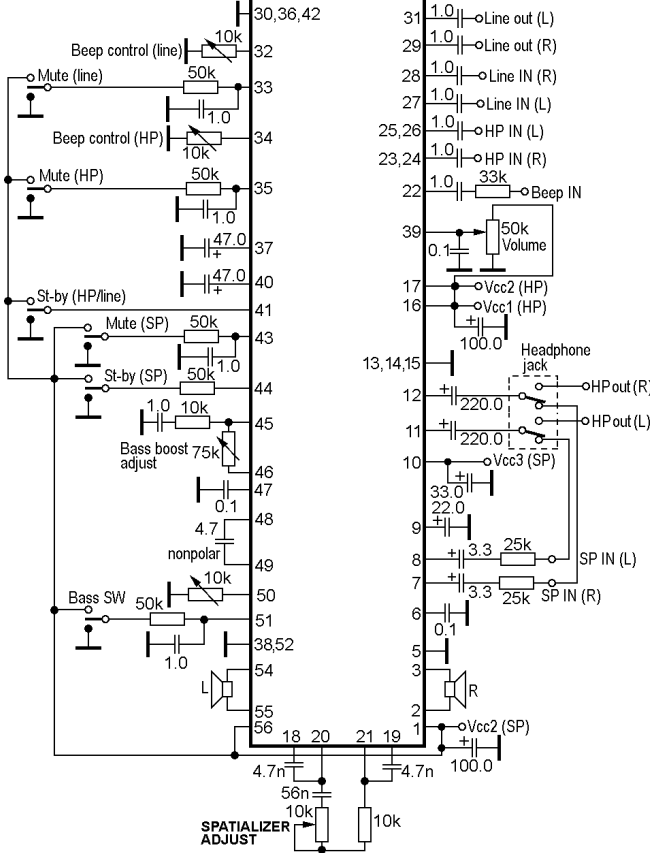 30,36,42
31 1.0 Line out (L)
10k
Beep control (line) 32
29 1.0 Line out (R)
Mute (line) 50k 33
28 1.0 Line IN (R)
1.0
27 1.0 Line IN (L)
Beep control (HP) 10k 34
25,26 1.0 HP IN (L)
23,24 1.0 HP IN (R)
Mute (HP) 50k 35
22 1.0 33k Beep IN
1.0
39 0.1 50k Volume
47.0 + 37
47.0 + 40
17 Vcc2 (HP)
St-by (HP/line) 41
16 Vcc1 (HP)
+ 100.0
Mute (SP) 50k 43
1.0
13,14,15
Headphone
jack
St-by (SP) 50k 44
12 + 220.0 HP out (R)
1.0 10k 45
11 + 220.0 HP out (L)
Bass boost
adjust 75k
46
10 Vcc3 (SP)
+ 33.0
47 0.1
22.0
9 +
48
4.7
nonpolar
49
8 + 3.3 25k SP IN (L)
7 + 3.3 25k SP IN (R)
10k 50
Bass SW 50k 51
6 0.1
1.0
38,52
5
54
3
L
R
55
2
56
1 Vcc2 (SP)
+ 100.0
18 20 21 19
4.7n 4.7n
56n
10k 10k
SPATIALIZER
ADJUST